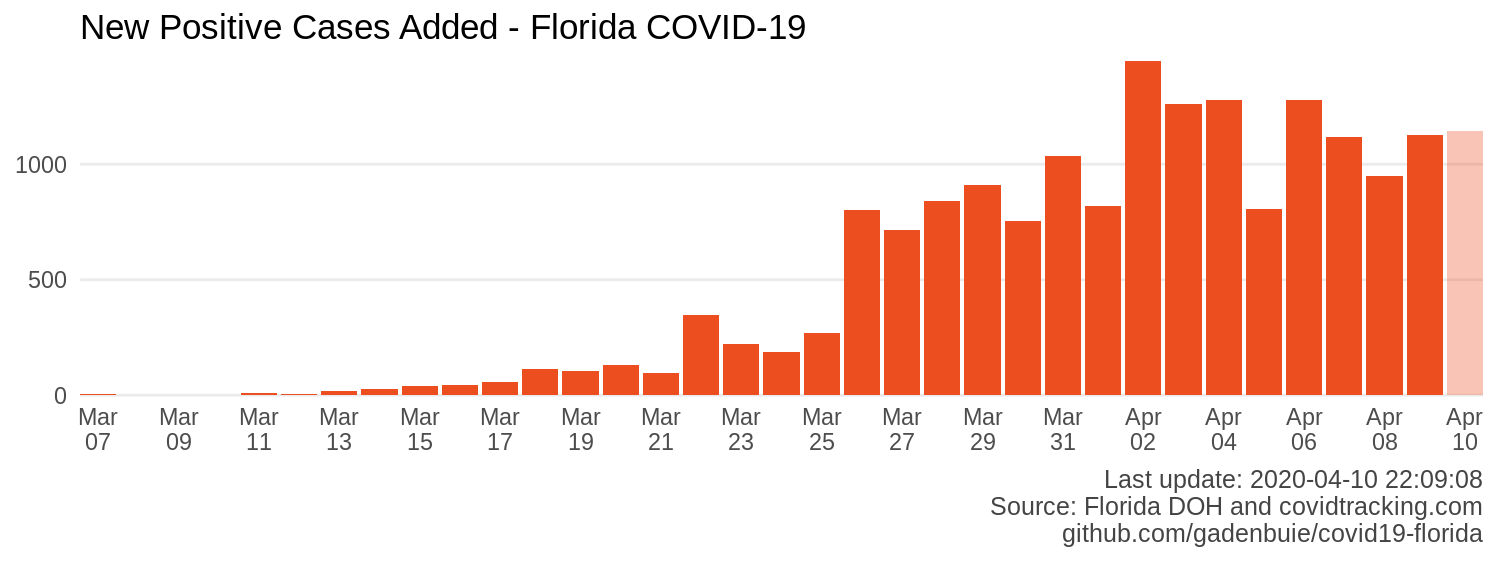 New Positive Cases Added - Florida COVID-19
1000
500
0
Mar Mar Mar Mar Mar Mar Mar Mar Mar Mar Mar Mar Mar Apr Apr Apr Apr Apr
07 09 11 13 15 17 19 21 23 25 27 29 31 02 04 06 08 10
Last update: 2020-04-10 22:09:08
Source: Florida DOH and covidtracking.com
github.com/gadenbuie/covid19-florida